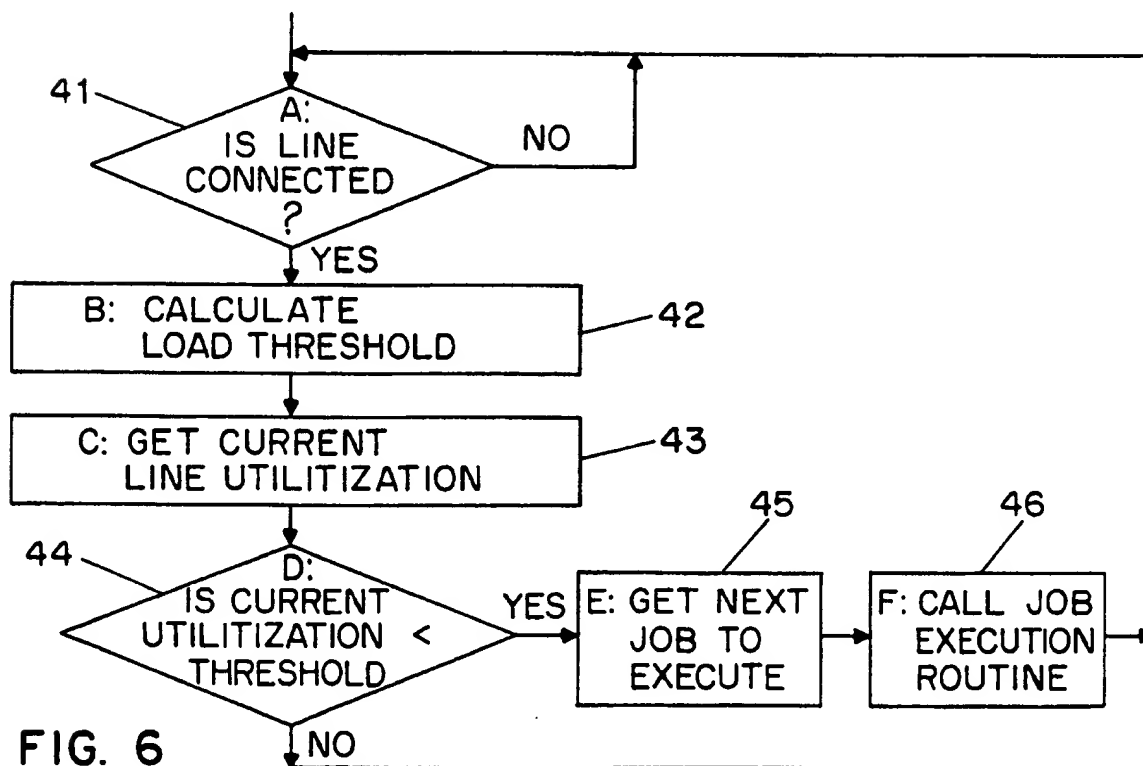 41
A:
IS LINE
CONNECTED
?
NO
YES
B: CALCULATE
LOAD THRESHOLD
42
C: GET CURRENT
LINE UTILITIZATION
43
44
D:
IS CURRENT
UTILITIZATION <
THRESHOLD
YES
45
E: GET NEXT
JOB TO
EXECUTE
46
F: CALL JOB
EXECUTION
ROUTINE
NO
FIG. 6